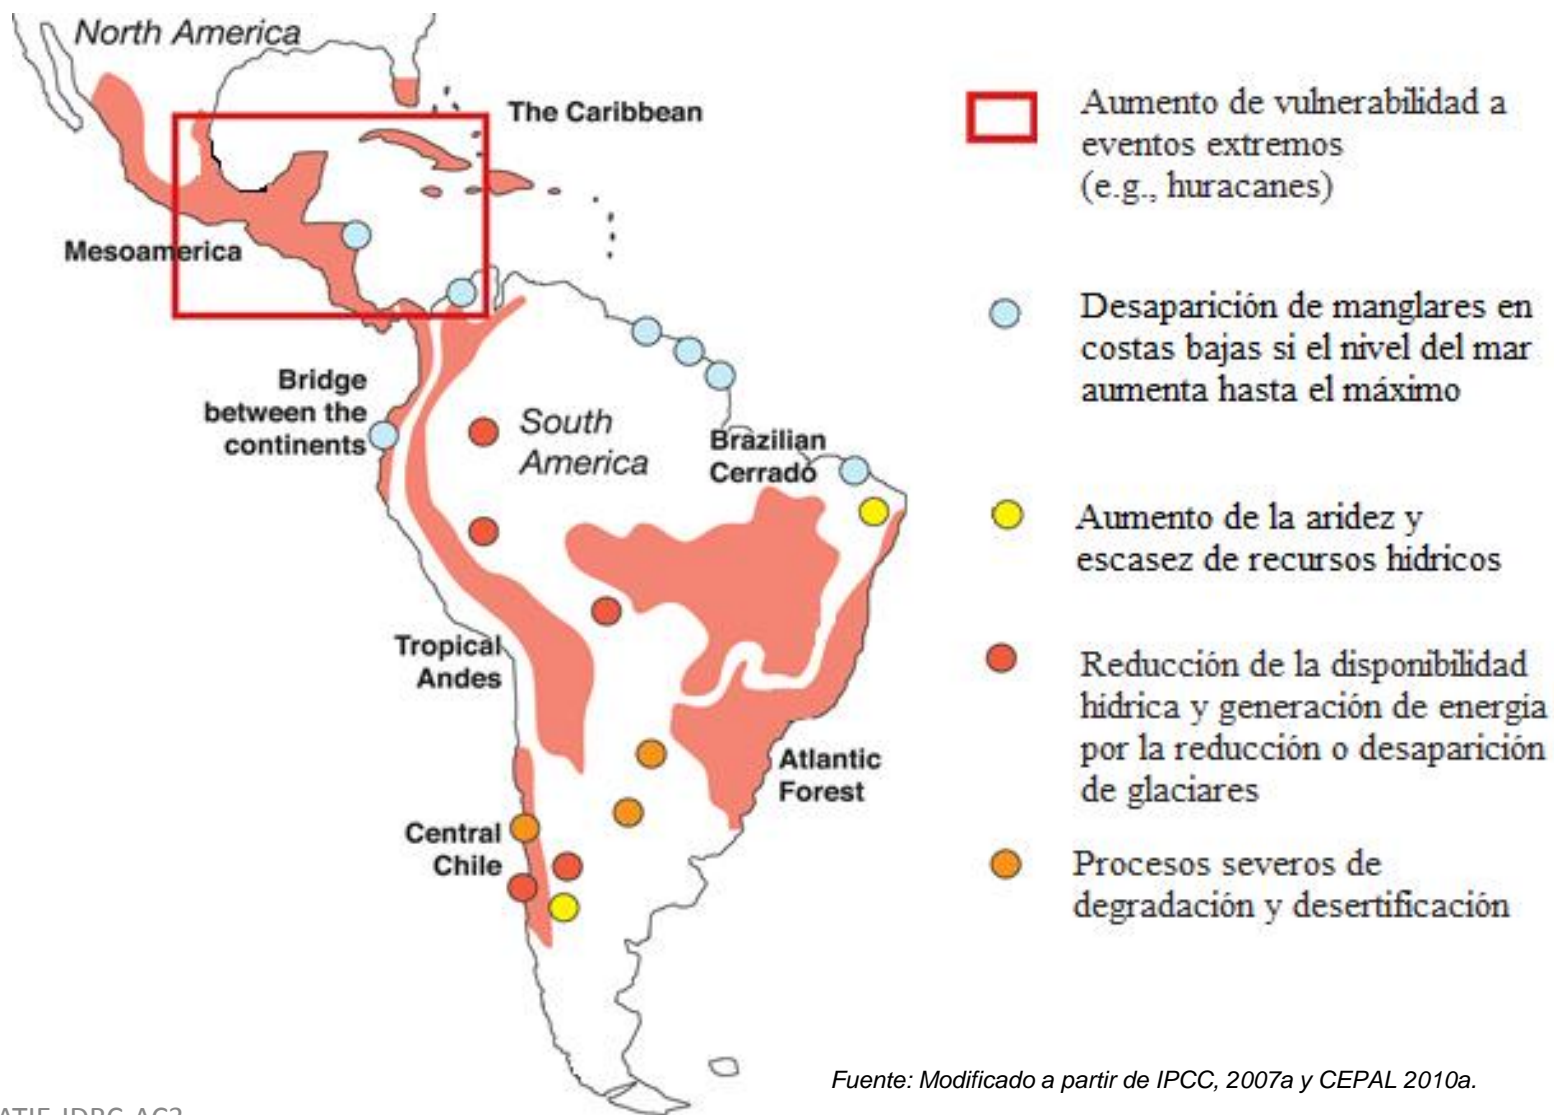 North America
The Caribbean
Mesoamerica
Bridge
between the
continents
South
America
Brazilian
Cerrado
Tropical
Andes
Atlantic
Forest
Central
Chile
Aumento de vulnerabilidad a
eventos extremos
(e.g., huracanes)
Desaparición de manglares en
costas bajas si el nivel del mar
aumenta hasta el máximo
Aumento de la aridez y
escasez de recursos hídricos
Reducción de la disponibilidad
hídrica y generación de energía
por la reducción o desaparición
de glaciares
Procesos severos de
degradación y desertificación
Fuente: Modificado a partir de IPCC, 2007a y CEPAL 2010a.